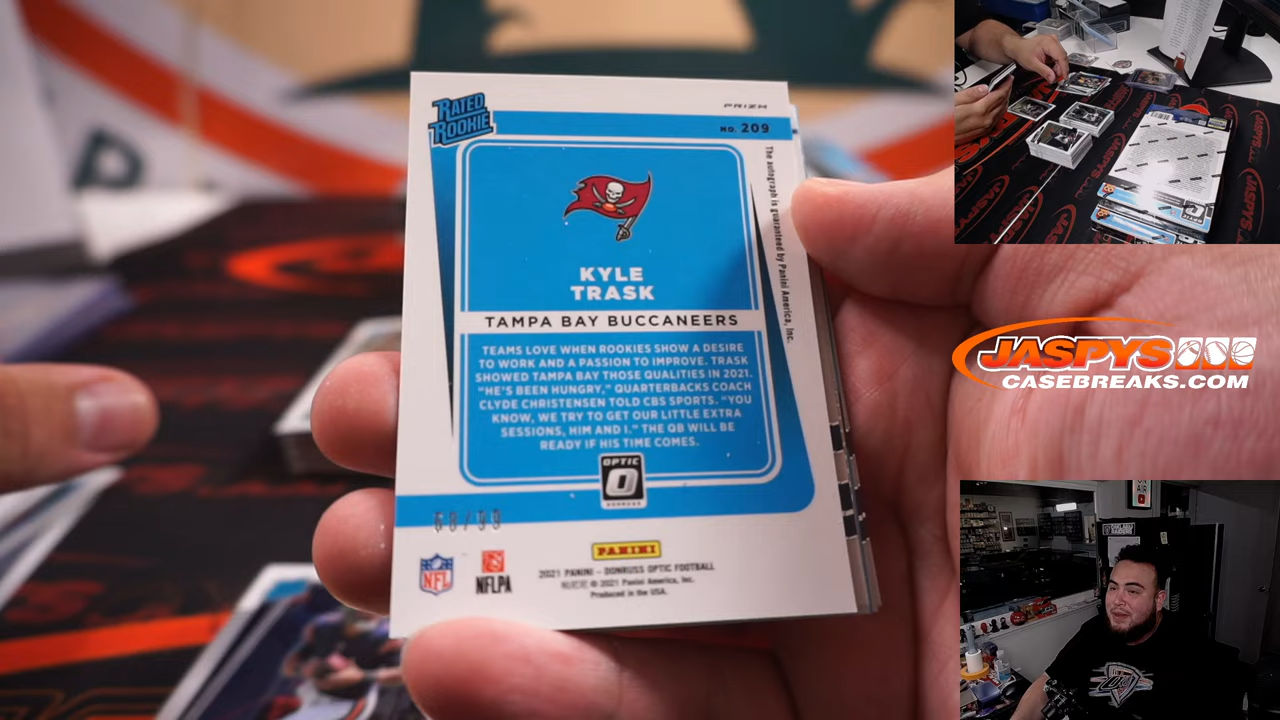 RATED
ROOKIE
PRIZM
NO. 209
The autograph is guaranteed by Panini America, Inc.
KYLE
TRASK
TAMPA BAY BUCCANEERS
TEAMS LOVE WHEN ROOKIES SHOW A DESIRE
TO WORK AND A PASSION TO IMPROVE. TRASK
SHOWED TAMPA BAY THOSE QUALITIES IN 2021.
"HE'S BEEN HUNGRY," QUARTERBACKS COACH
CLYDE CHRISTENSEN TOLD CBS SPORTS. "YOU
KNOW, WE TRY TO GET OUR LITTLE EXTRA
SESSIONS, HIM AND I." THE QB WILL BE
READY IF HIS TIME COMES.
OPTIC
DONRUSS
68/99
PANINI
NFL
NFLPA
2021 PANINI – DONRUSS OPTIC FOOTBALL
© 2021 Panini America, Inc.
Produced in the USA.
JASPYS
CASEBREAKS.COM
JASPYS